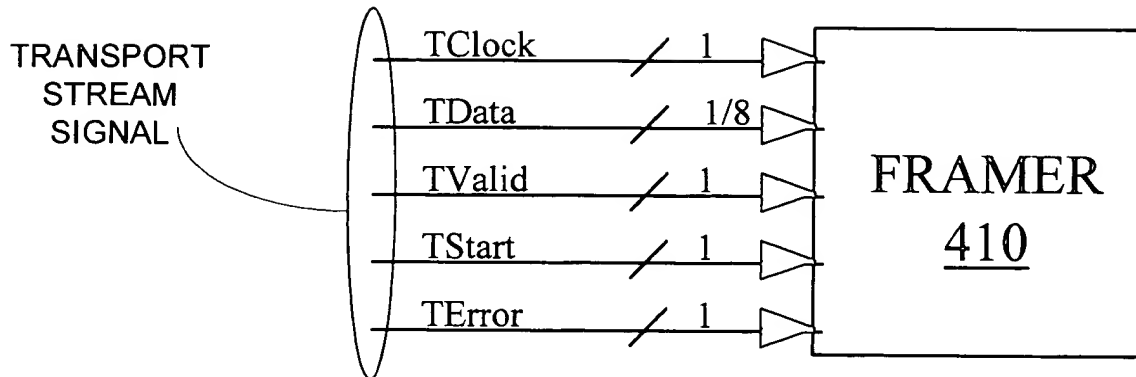 TRANSPORT
STREAM
SIGNAL
TClock 1
TData 1/8
TValid 1
TStart 1
TError 1
FRAMER
410